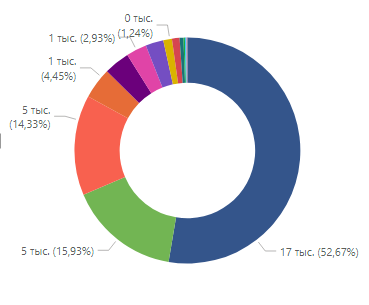 0 тыс.
(1,24%)
1 тыс. (2,93%)
1 тыс.
(4,45%)
5 тыс.
(14,33%)
5 тыс. (15,93%)
17 тыс. (52,67%)